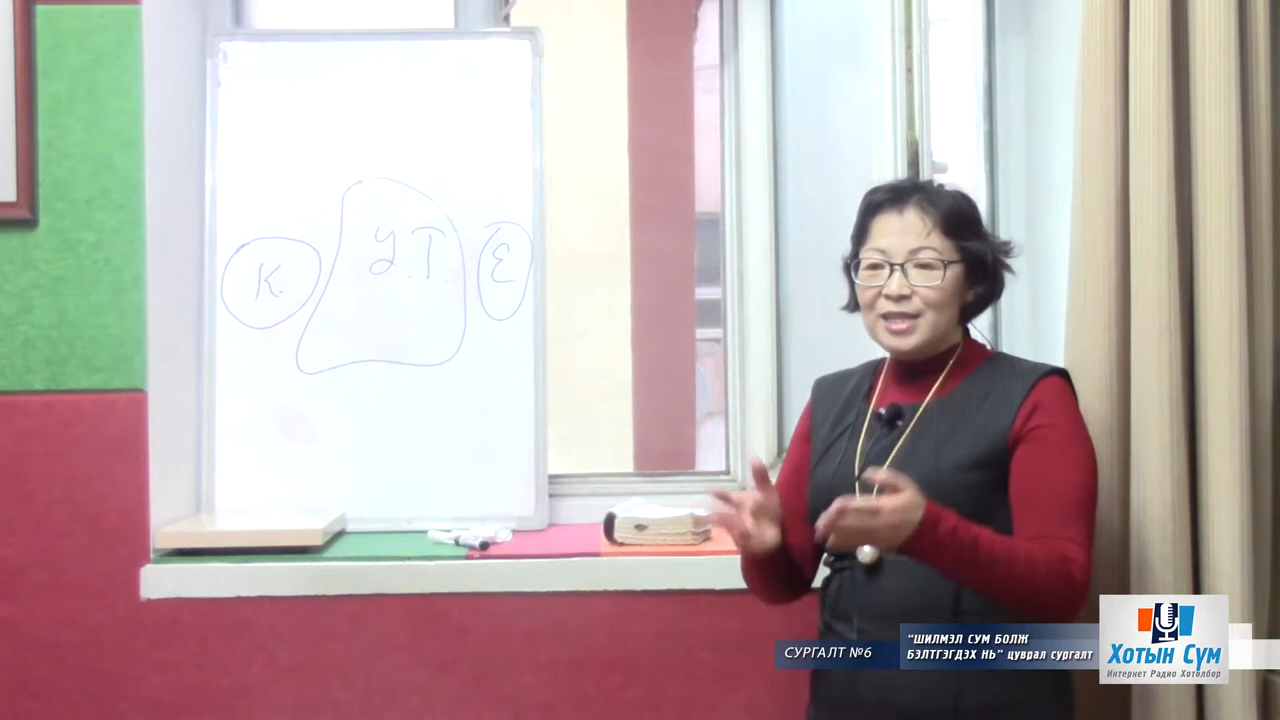 К.
У.Т.
Е
СУРГАЛТ №6
"ШИЛМЭЛ СУМ БОЛЖ
БЭЛТГЭГДЭХ НЬ" цуврал сургалт
Хотын Сум
Интернет Радио Хөтөлбөр